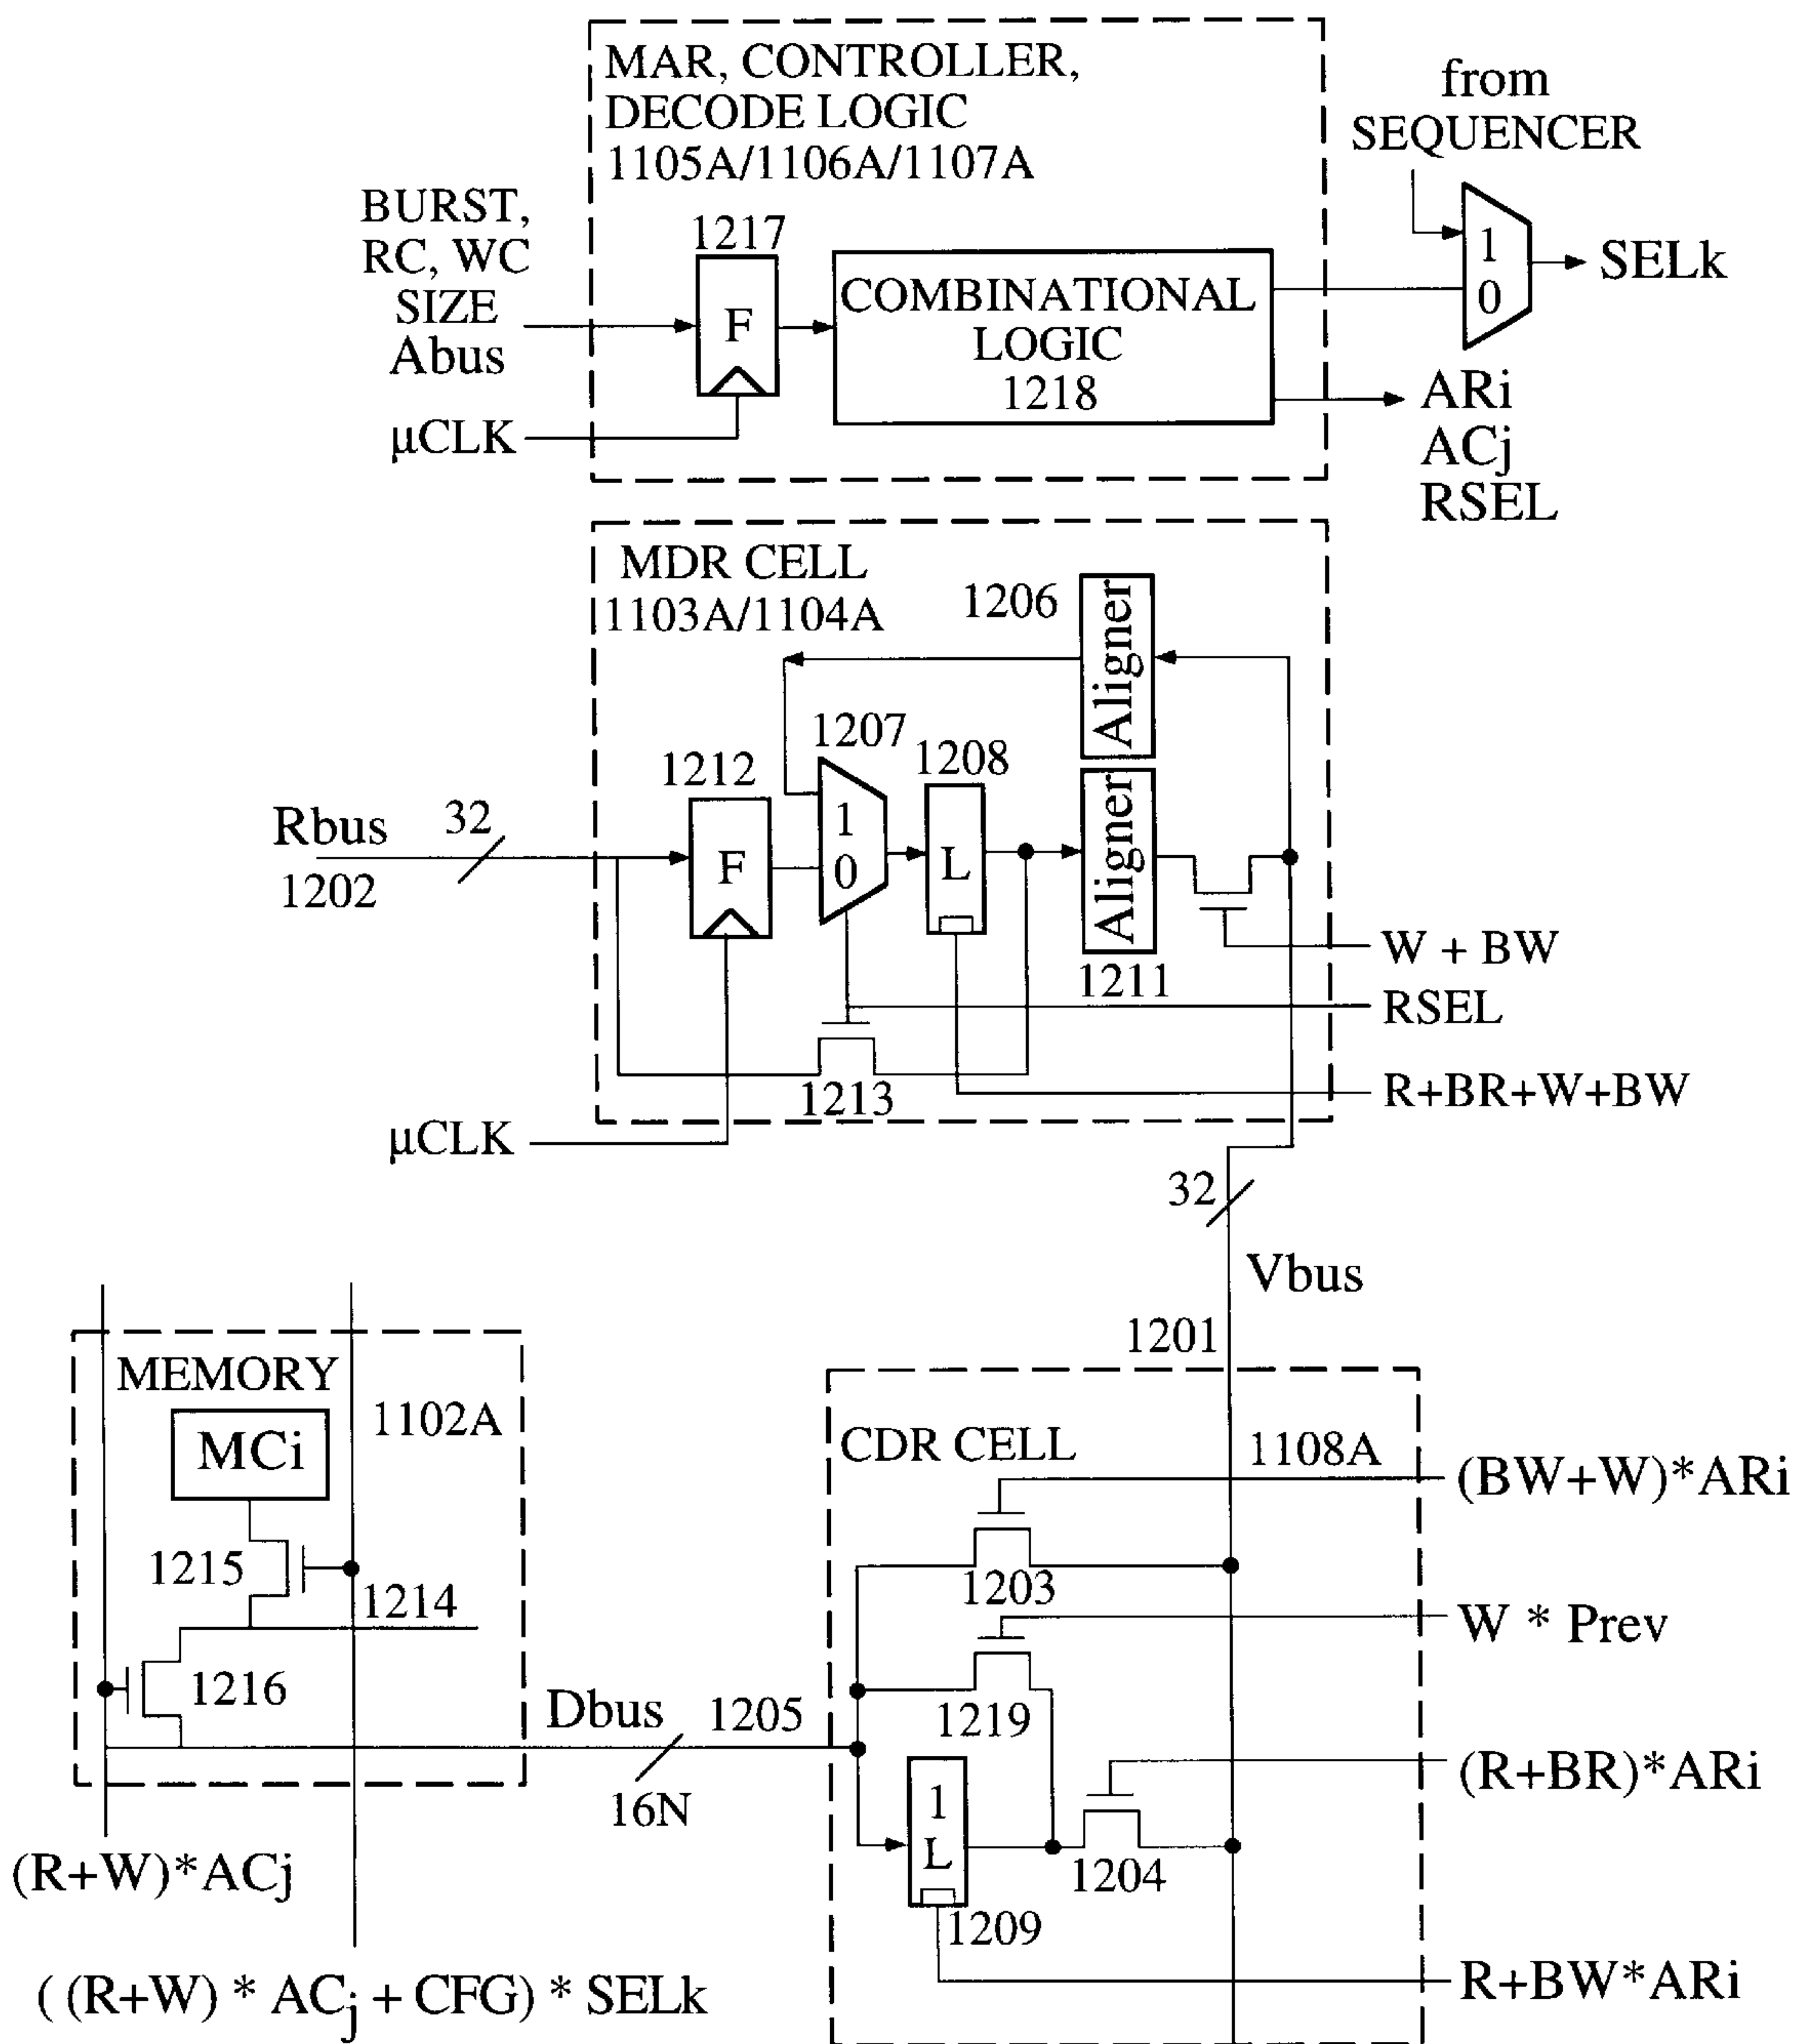 MAR, CONTROLLER,
DECODE LOGIC
1105A/1106A/1107A
from
SEQUENCER
BURST,
RC, WC
SIZE
Abus
μCLK
1217
F
COMBINATIONAL
LOGIC
1218
1
0
SELk
ARi
ACj
RSEL
MDR CELL
1103A/1104A
1206
Aligner
1207
1208
1212
Rbus
32
1202
F
1
0
L
Aligner
1211
W + BW
RSEL
1213
R+BR+W+BW
μCLK
32
Vbus
1201
MEMORY
1102A
MCi
1215
1214
1216
Dbus
1205
16N
(R+W)*ACj
( (R+W) * ACj + CFG) * SELk
CDR CELL
1108A
(BW+W)*ARi
1203
W * Prev
1219
(R+BR)*ARi
1
L
1204
1209
R+BW*ARi